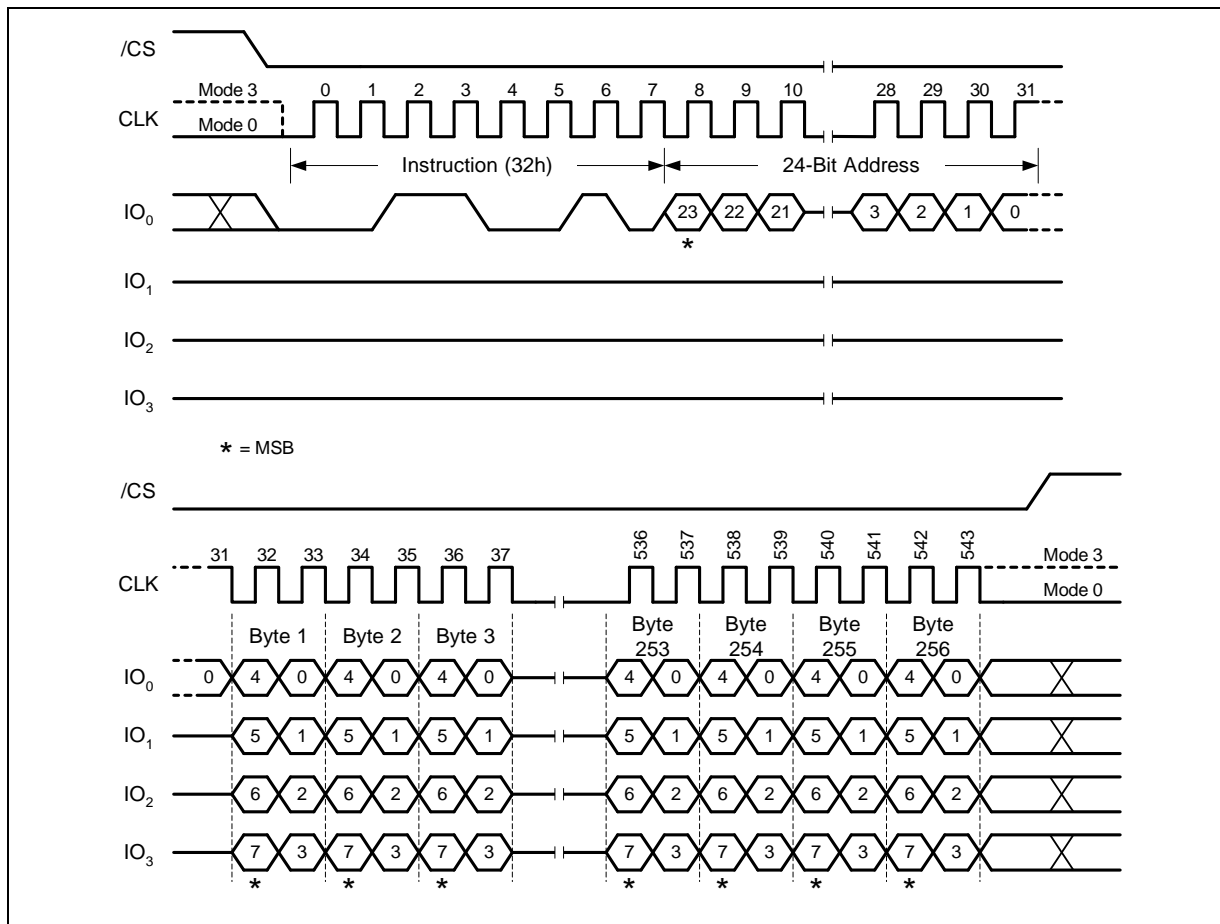 /CS
Mode 3 0 1 2 3 4 5 6 7 8 9 10 28 29 30 31
CLK
Mode 0
Instruction (32h) 24-Bit Address
IO0 23 22 21 3 2 1 0
*
IO1
IO2
IO3
* = MSB
/CS
31 32 33 34 35 36 37 536 537 538 539 540 541 542 543 Mode 3
CLK
Mode 0
Byte 1 Byte 2 Byte 3 Byte 253 Byte 254 Byte 255 Byte 256
IO0 0 4 0 4 0 4 0 4 0 4 0 4 0 4 0
IO1 5 1 5 1 5 1 5 1 5 1 5 1 5 1
IO2 6 2 6 2 6 2 6 2 6 2 6 2 6 2
IO3 7 3 7 3 7 3 7 3 7 3 7 3 7 3
* * * * * * *